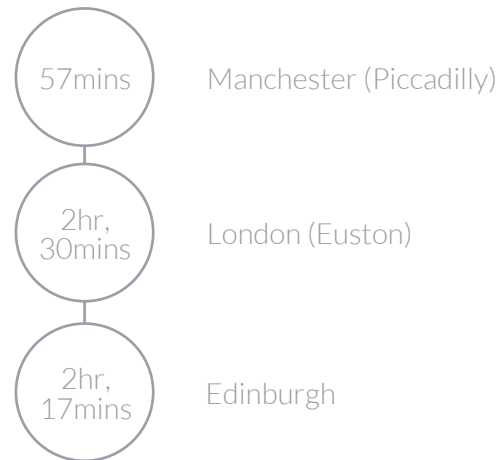 57mins
Manchester (Piccadilly)
2hr,
30mins
London (Euston)
2hr,
17mins
Edinburgh